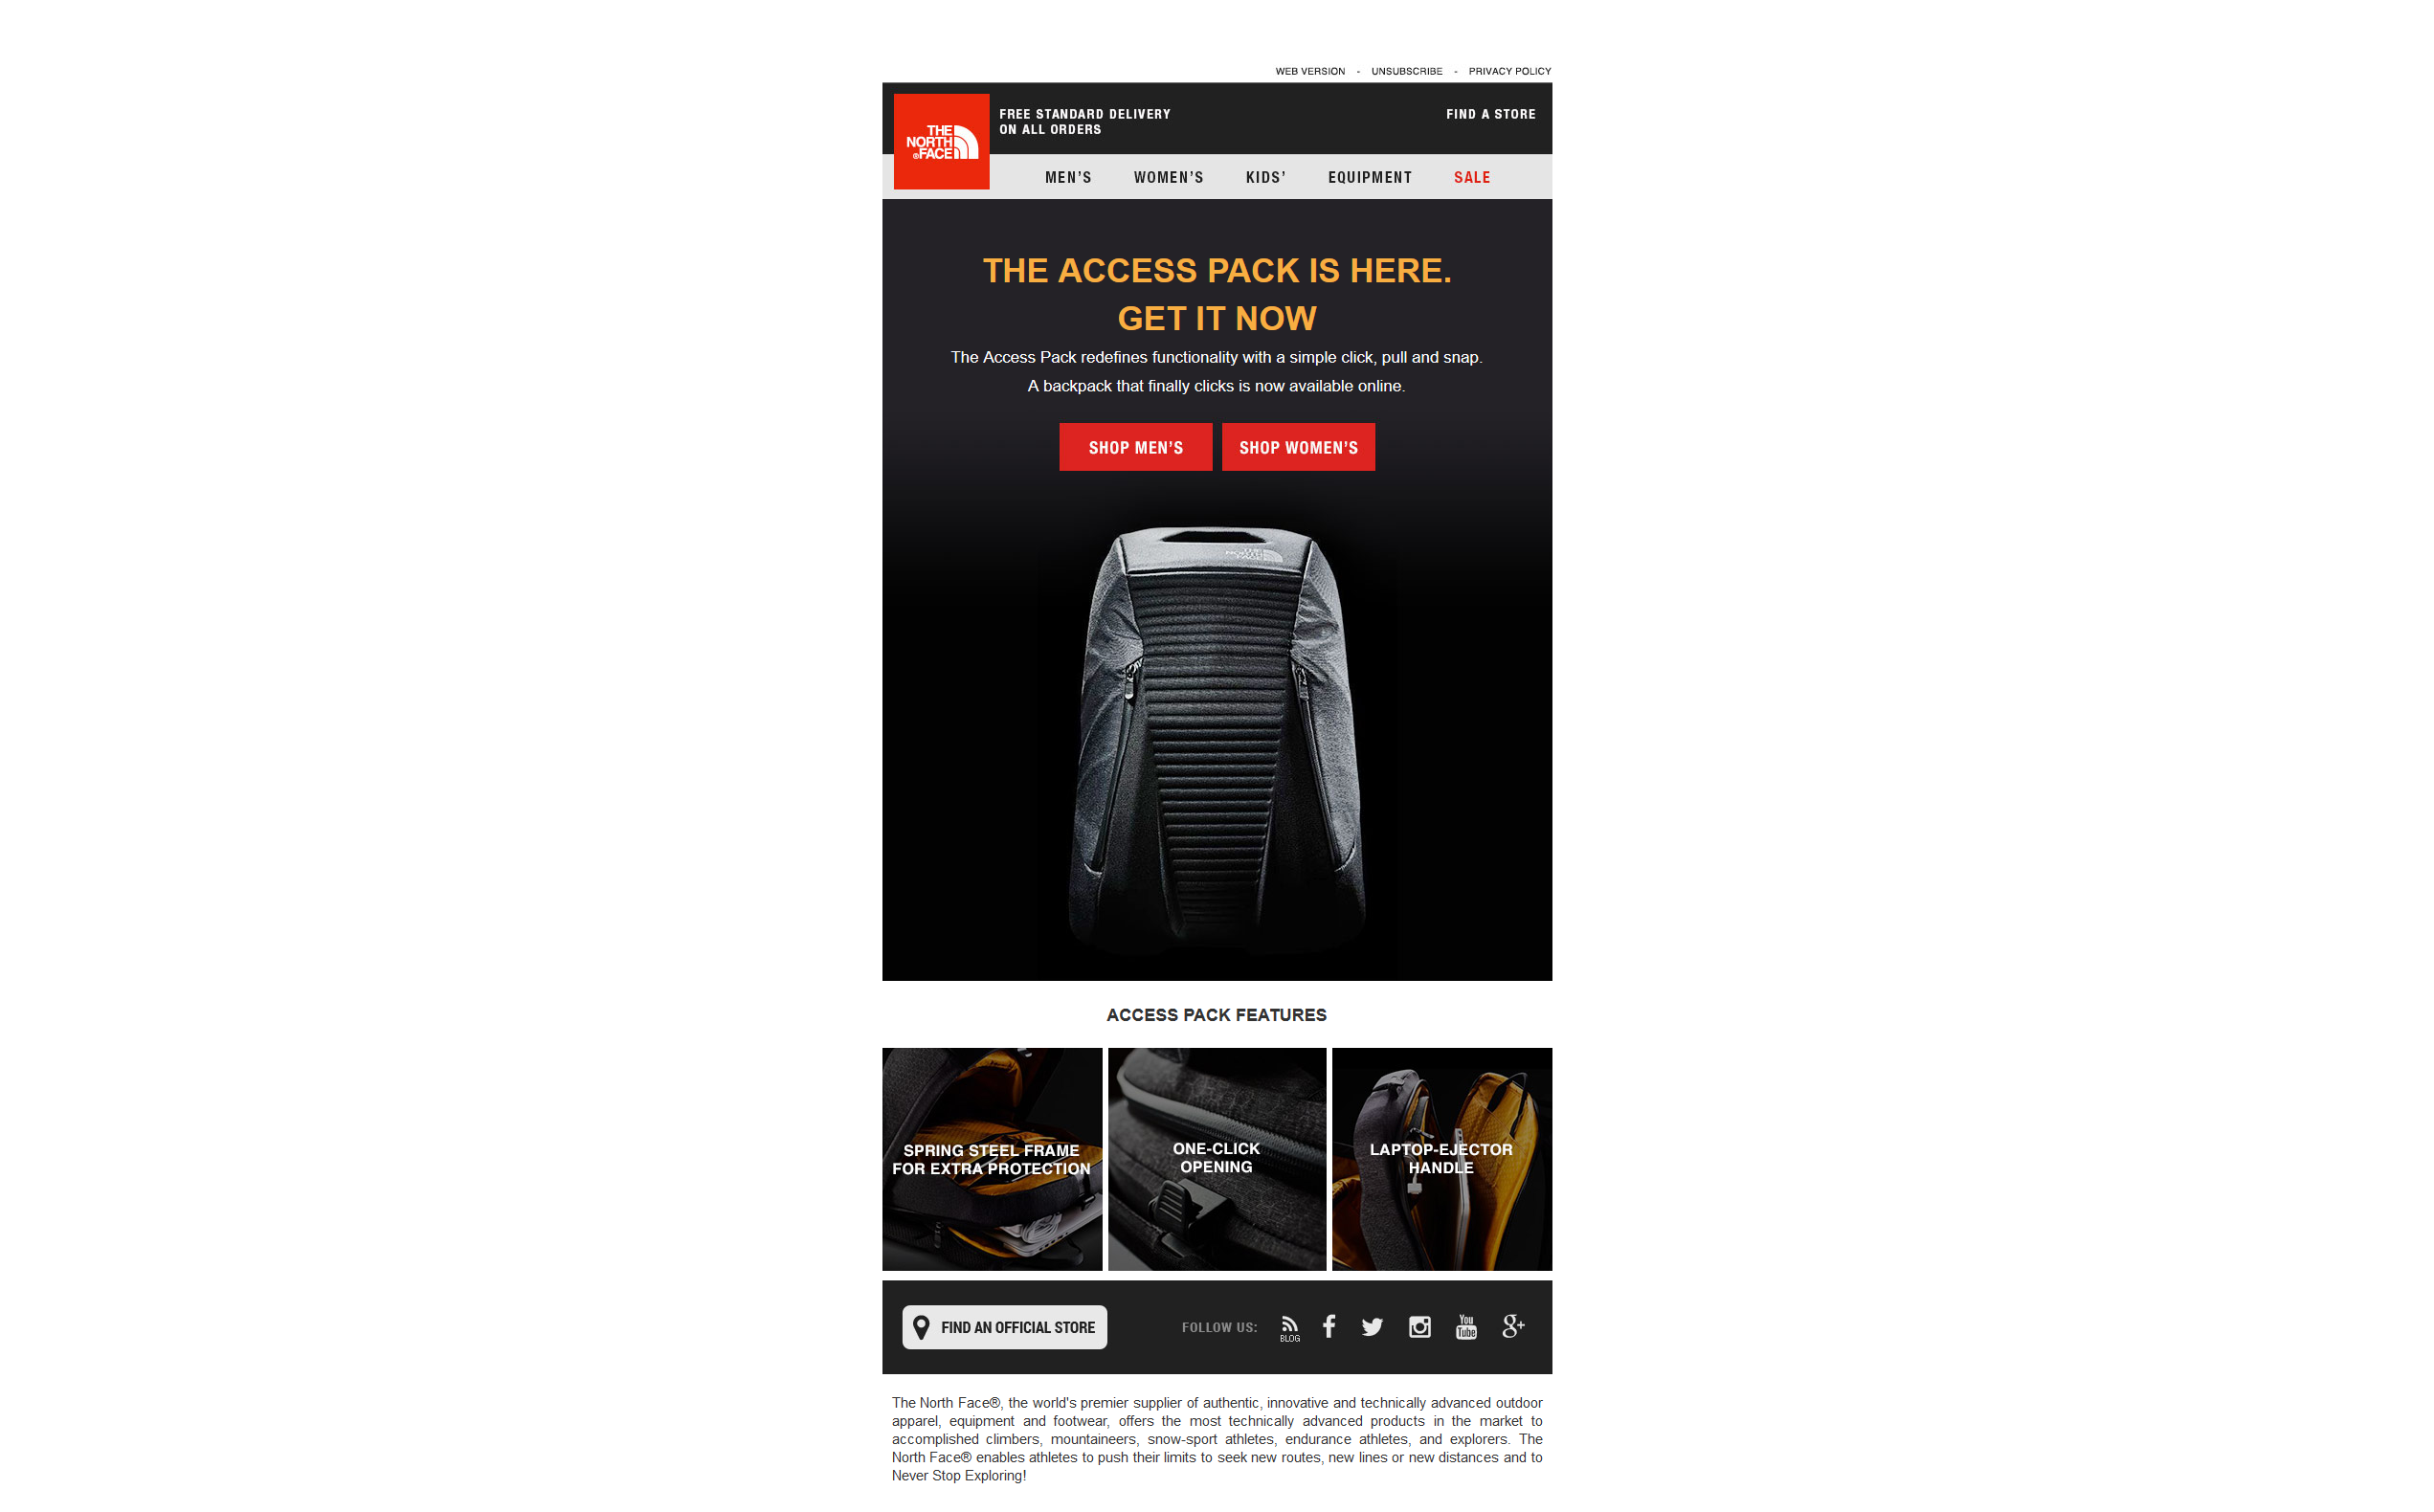 WEB VERSION - UNSUBSCRIBE - PRIVACY POLICY
THE
NORTH
®FACE
FREE STANDARD DELIVERY
ON ALL ORDERS
FIND A STORE
MEN'S WOMEN'S KIDS' EQUIPMENT SALE
THE ACCESS PACK IS HERE.
GET IT NOW
The Access Pack redefines functionality with a simple click, pull and snap.
A backpack that finally clicks is now available online.
SHOP MEN'S SHOP WOMEN'S
THE
NORTH
FACE
ACCESS PACK FEATURES
SPRING STEEL FRAME
FOR EXTRA PROTECTION
ONE-CLICK
OPENING
LAPTOP-EJECTOR
HANDLE
FIND AN OFFICIAL STORE
FOLLOW US:
BLOG
You
Tube
g+
The North Face®, the world's premier supplier of authentic, innovative and technically advanced outdoor
apparel, equipment and footwear, offers the most technically advanced products in the market to
accomplished climbers, mountaineers, snow-sport athletes, endurance athletes, and explorers. The
North Face® enables athletes to push their limits to seek new routes, new lines or new distances and to
Never Stop Exploring!